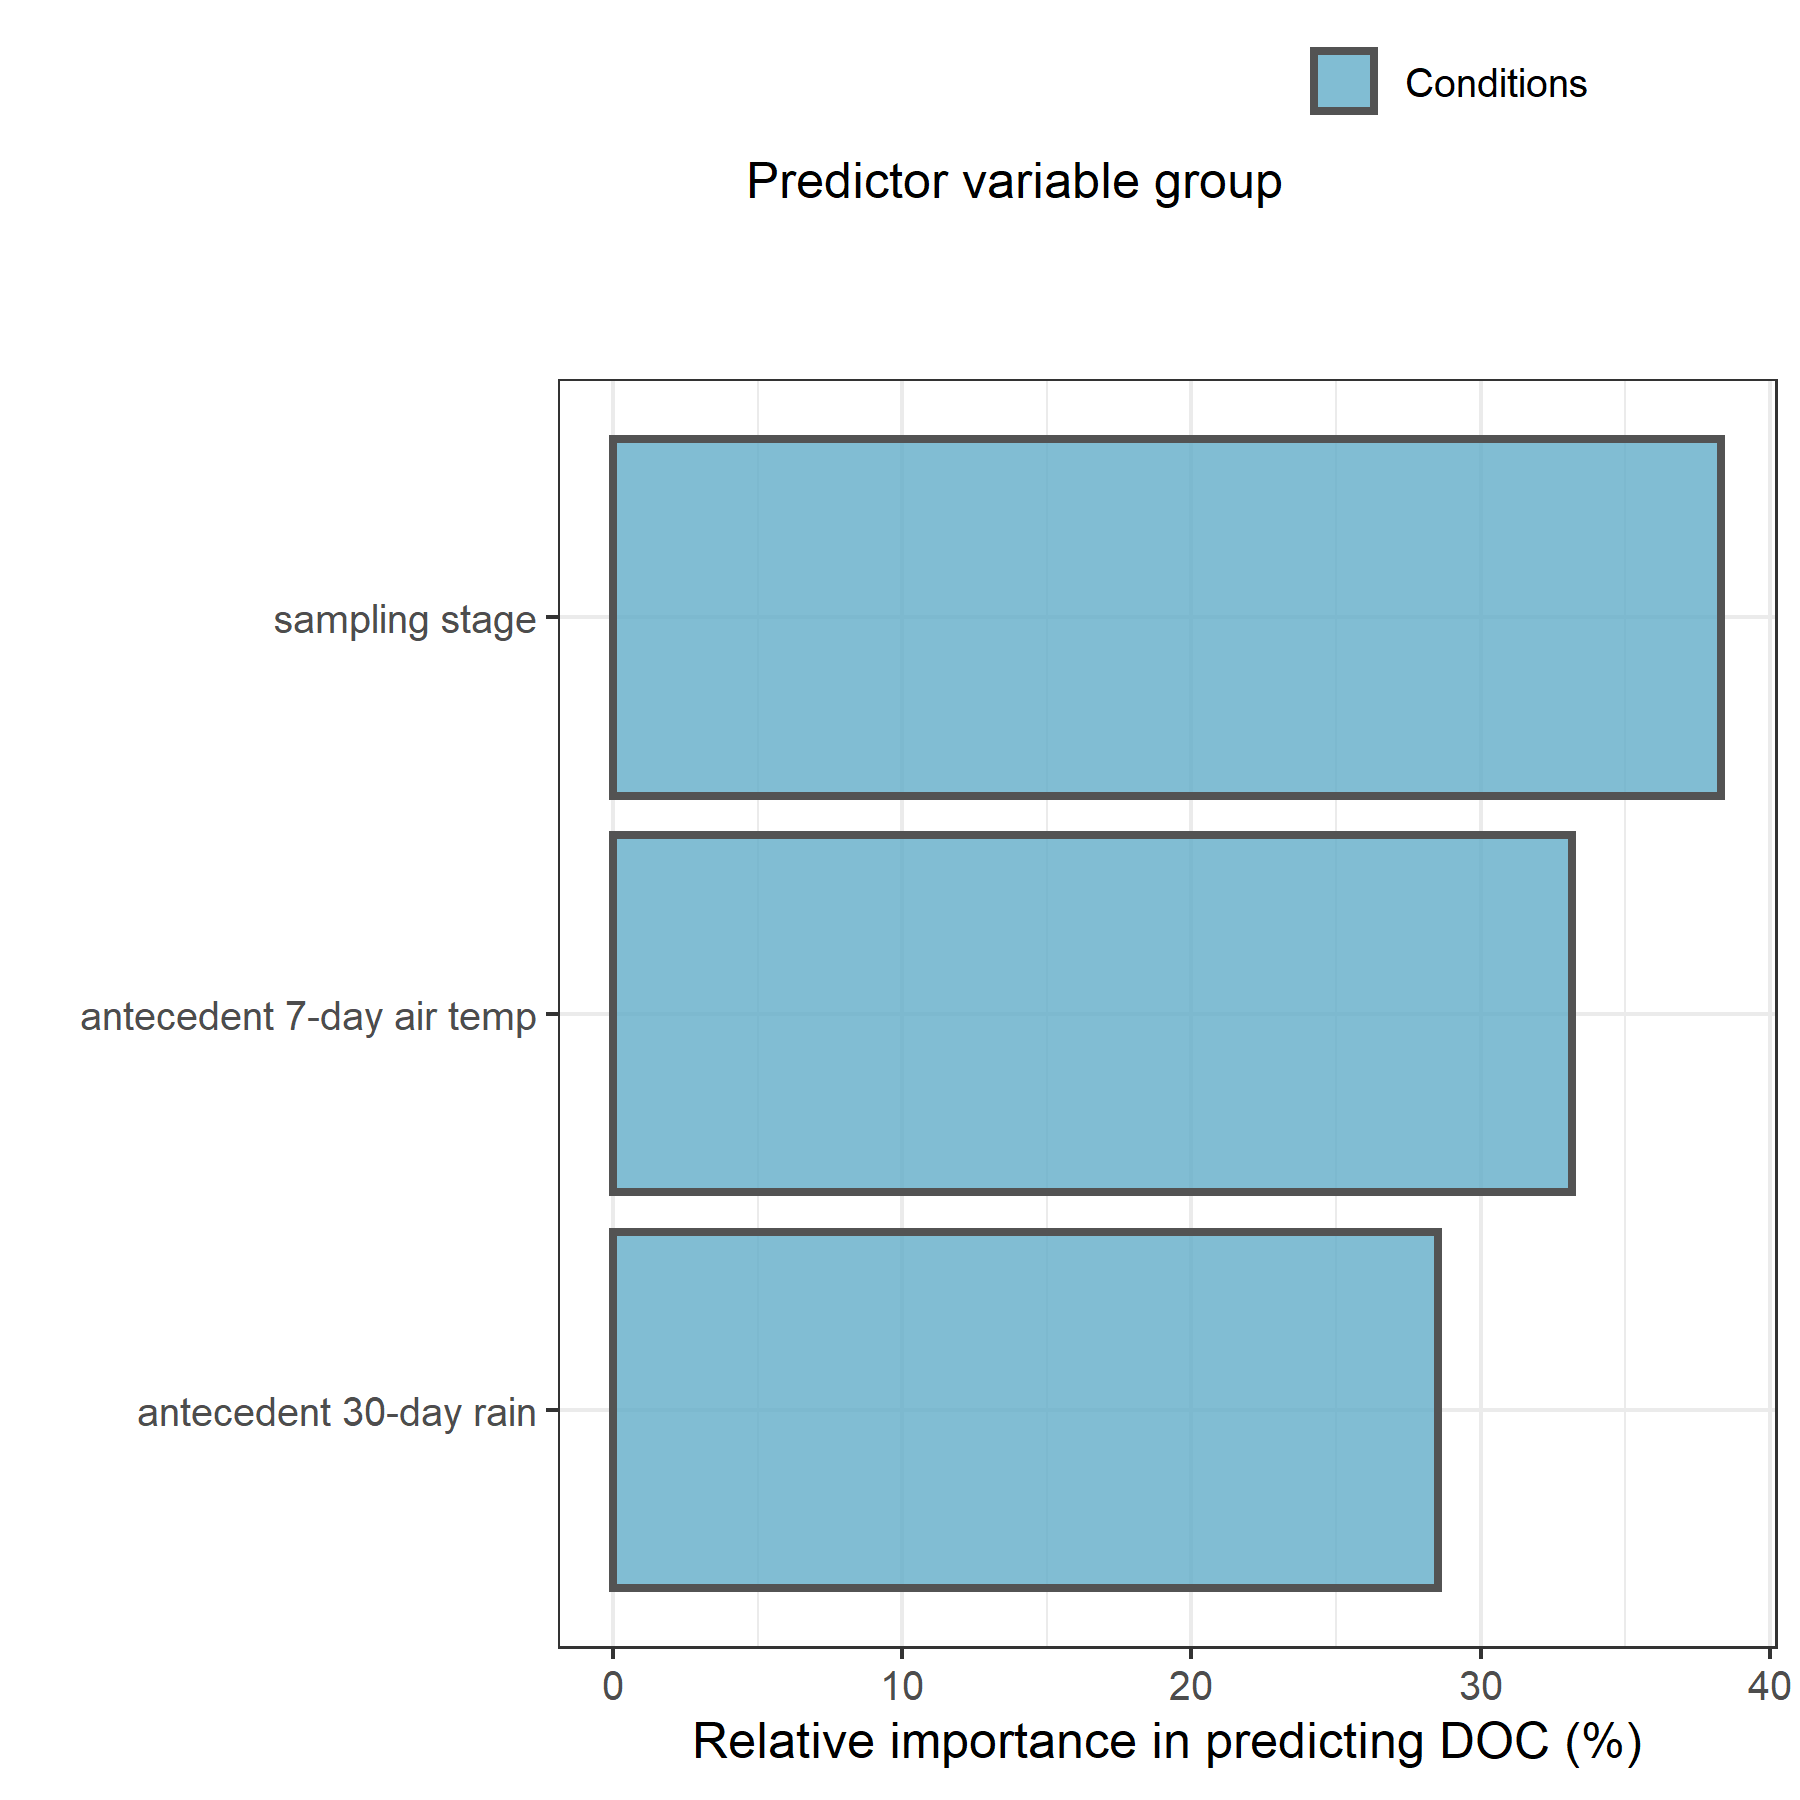 Conditions
Predictor variable group
sampling stage
antecedent 7-day air temp
antecedent 30-day rain
0 10 20 30 40
Relative importance in predicting DOC (%)